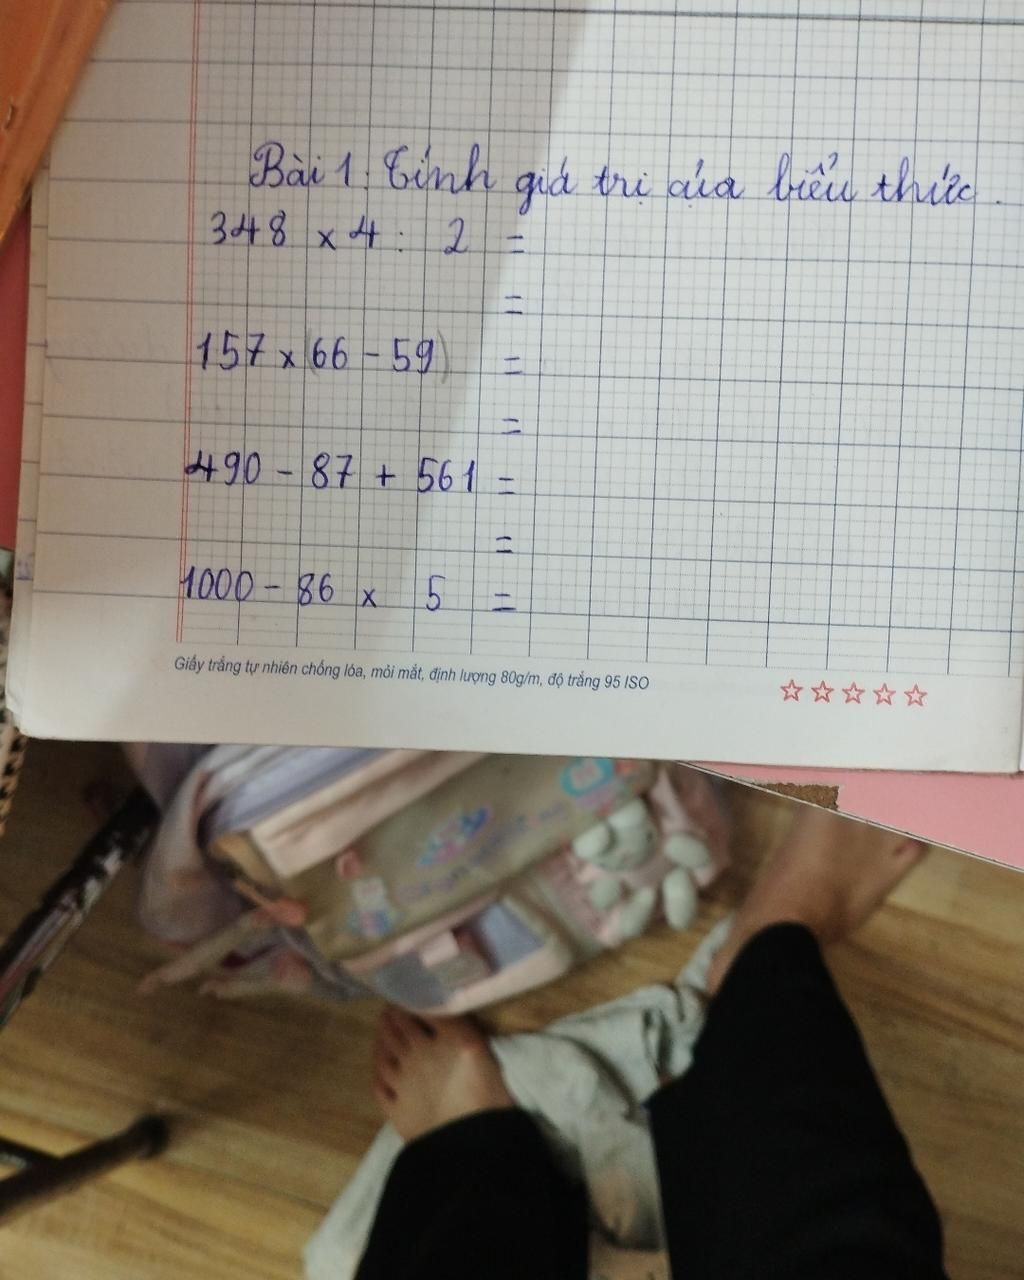 Bài 1: Tính giá trị của biểu thức.
348 x 4 : 2 =
=
157 x (66 - 59) =
=
490 - 87 + 561 =
=
1000 - 86 x 5 =
Giấy trắng tự nhiên chống lóa, mỏi mắt, định lượng 80g/m, độ trắng 95 ISO